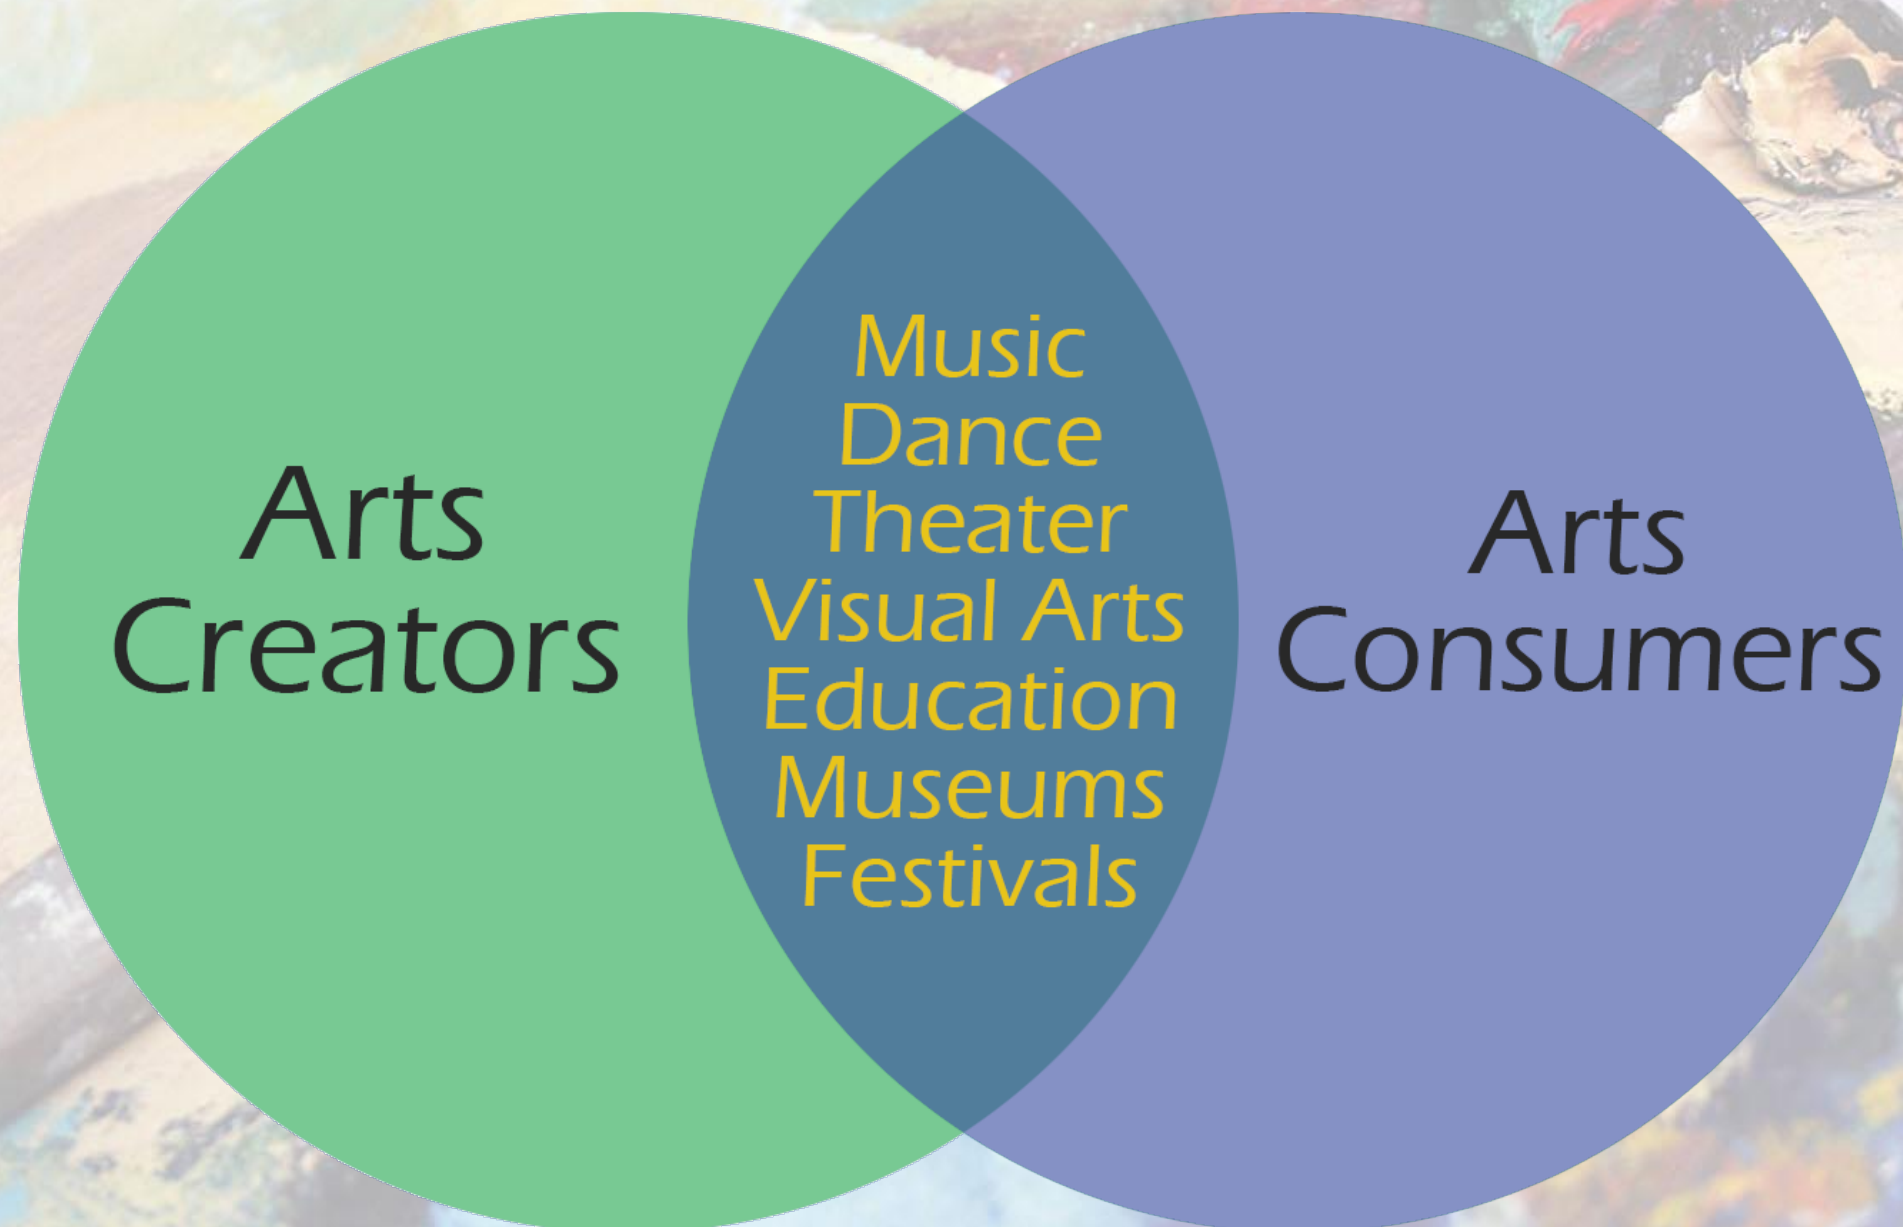 Arts
Creators
Music
Dance
Theater
Visual Arts
Education
Museums
Festivals
Arts
Consumers